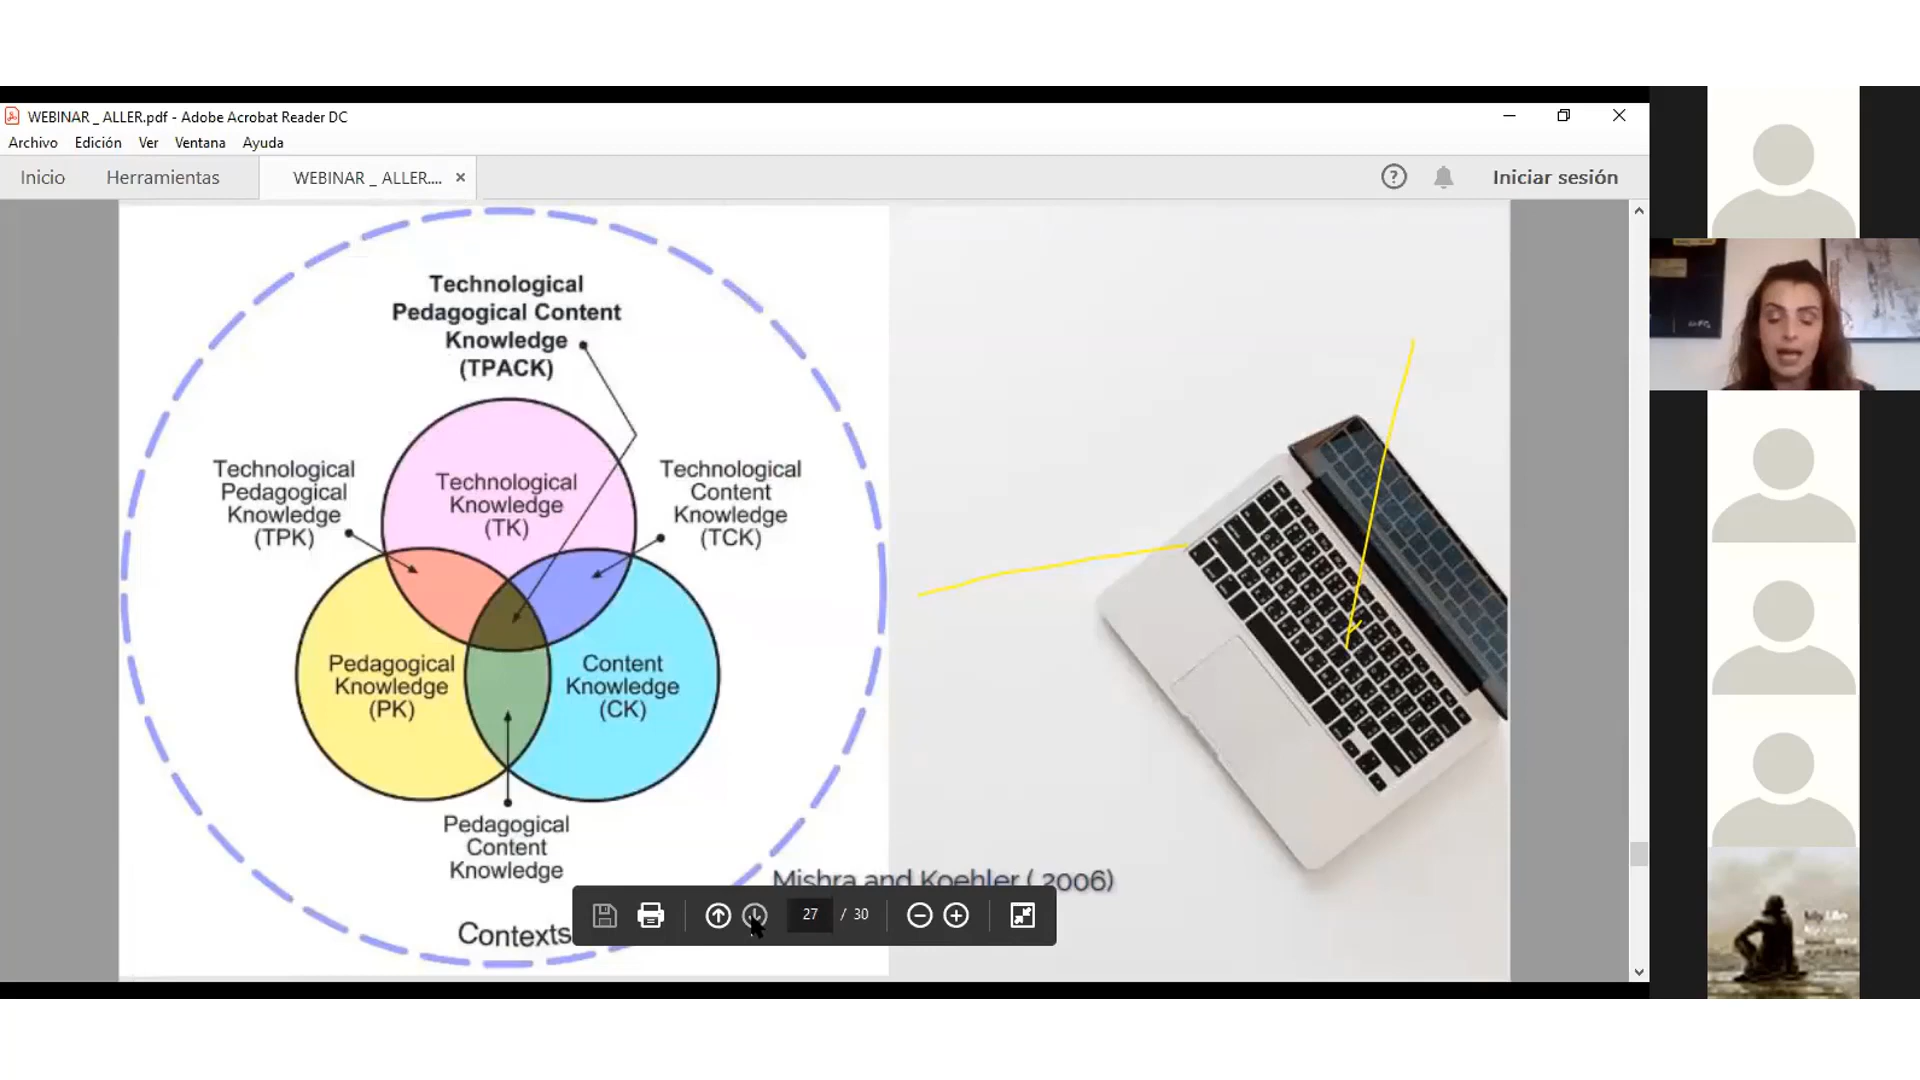 WEBINAR _ ALLER.pdf - Adobe Acrobat Reader DC
Archivo Edición Ver Ventana Ayuda
Inicio Herramientas WEBINAR _ ALLER.... × Iniciar sesión
Technological
Pedagogical Content
Knowledge
(TPACK)
Technological
Pedagogical
Knowledge
(TPK)
Technological
Knowledge
(TK)
Technological
Content
Knowledge
(TCK)
Pedagogical
Knowledge
(PK)
Content
Knowledge
(CK)
Pedagogical
Content
Knowledge
Contexts
Mishra and Koehler ( 2006)
27 / 30
My Life